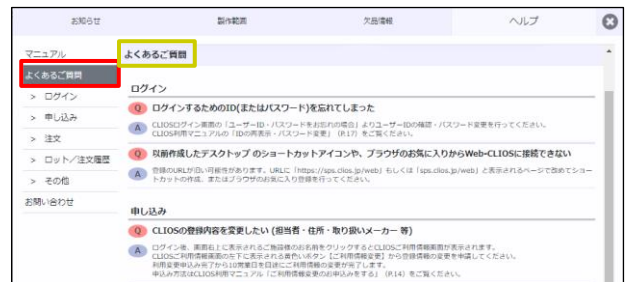 お知らせ
製作範囲
欠品情報
ヘルプ
マニュアル
よくあるご質問
> ログイン
> 申し込み
> 注文
> ロット/注文履歴
> その他
お問い合わせ
よくあるご質問
ログイン
Q ログインするためのID(またはパスワード)を忘れてしまった
A CLIOSログイン画面の「ユーザーID・パスワードをお忘れの場合」よりユーザーIDの確認・パスワード変更を行ってください。
CLIOS利用マニュアルの「IDの再表示・パスワード変更」(P.17) をご覧ください。
Q 以前作成したデスクトップのショートカットアイコンや、ブラウザのお気に入りからWeb-CLIOSに接続できない
A 登録のURLが旧い可能性があります。URLに「https://sps.clios.jp/web」もしくは「sps.clios.jp/web」と表示されるページで改めてショー
トカットの作成、またはブラウザのお気に入り登録を行ってください。
申し込み
Q CLIOSの登録内容を変更したい (担当者・住所・取り扱いメーカー 等)
A ログイン後、画面右上に表示されるご施設様のお名前をクリックするとCLIOSご利用情報画面が表示されます。
CLIOSご利用情報画面の左下に表示される黄色いボタン【ご利用情報変更】から登録情報の変更を申請してください。
利用変更申込み完了から10営業日を目途にご利用情報の変更が完了します。
申込み方法はCLIOS利用マニュアル「ご利用情報変更のお申込みをする」(P.14) をご覧ください。